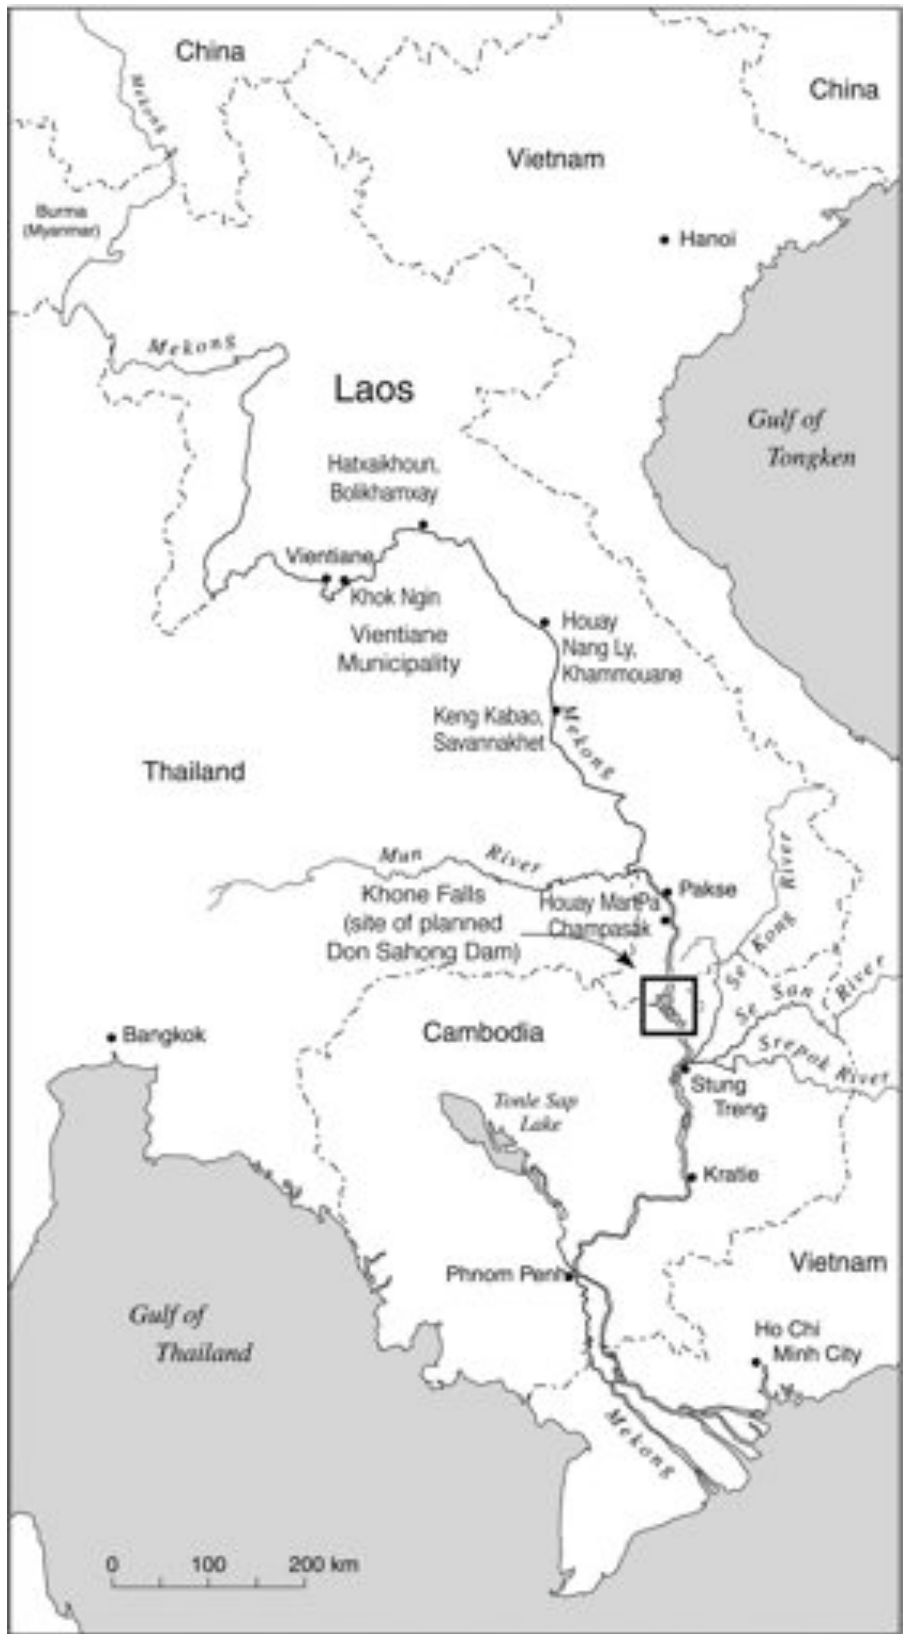 China
China
Mekong
Vietnam
Burma
(Myanmar)
Hanoi
Mekong
Laos
Gulf of
Tongken
Hatxaikhoun,
Bolikhamxay
Vientiane
Khok Ngin
Vientiane
Municipality
Houay
Nang Ly,
Khammouane
Keng Kabao,
Savannakhet
Mekong
Thailand
Mun River
Khone Falls
(site of planned
Don Sahong Dam)
Pakse
Houay ManPa
Champasak
Se Kong River
Se San River
Srepok River
Cambodia
Bangkok
Stung
Treng
Tonle Sap
Lake
Kratie
Phnom Penh
Vietnam
Gulf of
Thailand
Ho Chi
Minh City
Mekong
0 100 200 km